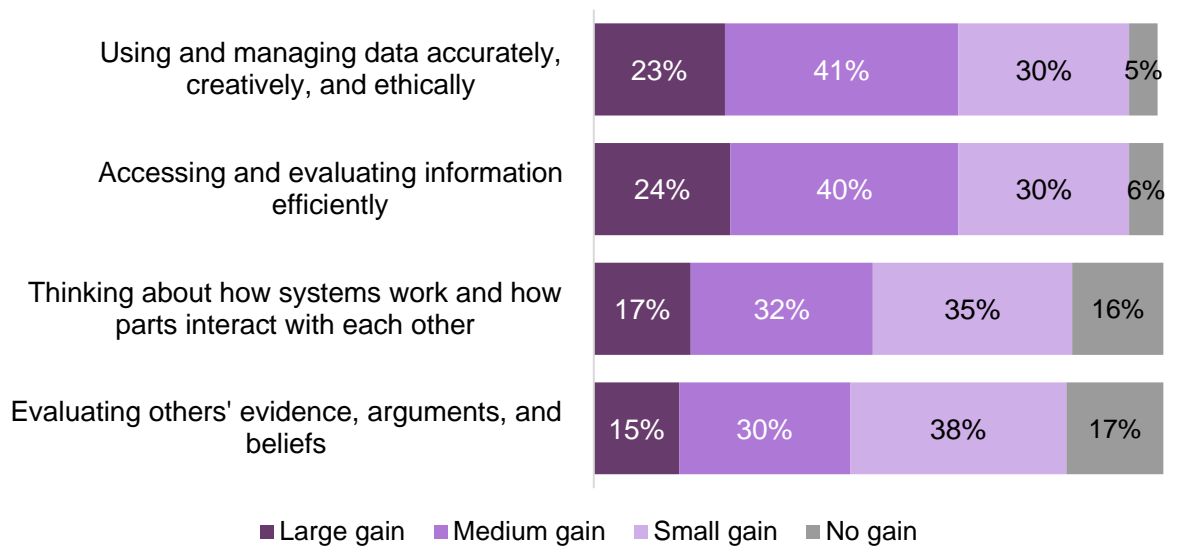 Using and managing data accurately,
creatively, and ethically
23% 41% 30% 5%
Accessing and evaluating information
efficiently
24% 40% 30% 6%
Thinking about how systems work and how
parts interact with each other
17% 32% 35% 16%
Evaluating others' evidence, arguments, and
beliefs
15% 30% 38% 17%
Large gain Medium gain Small gain No gain